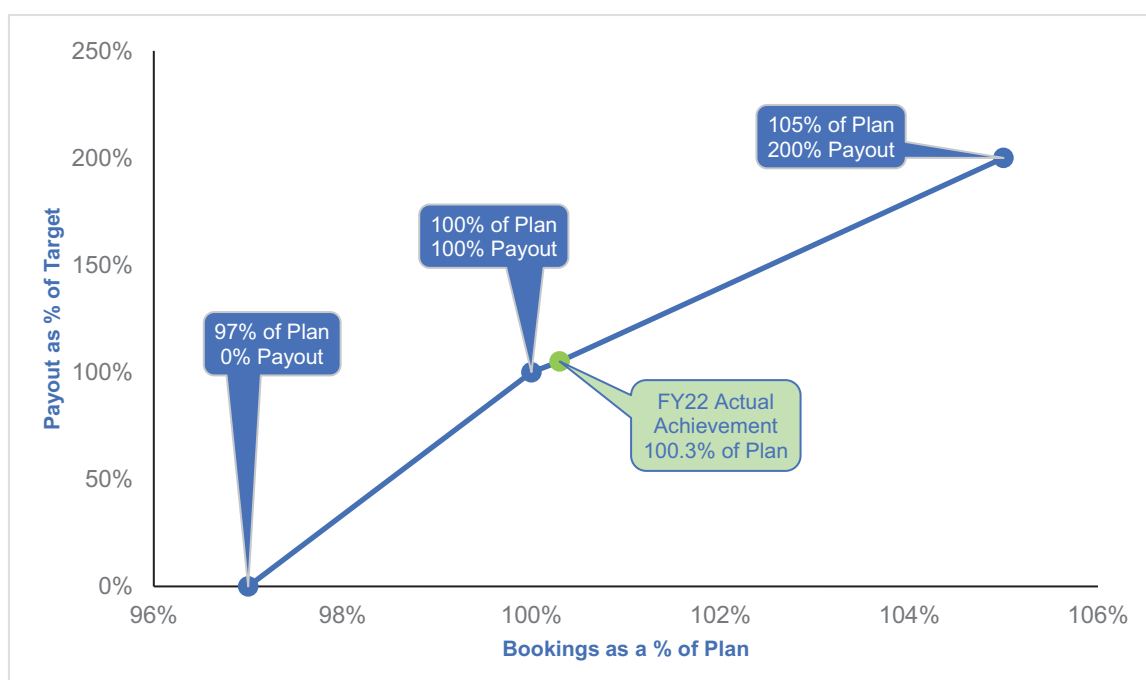 250%
200%
150%
100%
50%
0%
Payout as % of Target
97% of Plan
0% Payout
100% of Plan
100% Payout
105% of Plan
200% Payout
FY22 Actual
Achievement
100.3% of Plan
96%
98%
100%
102%
104%
106%
Bookings as a % of Plan